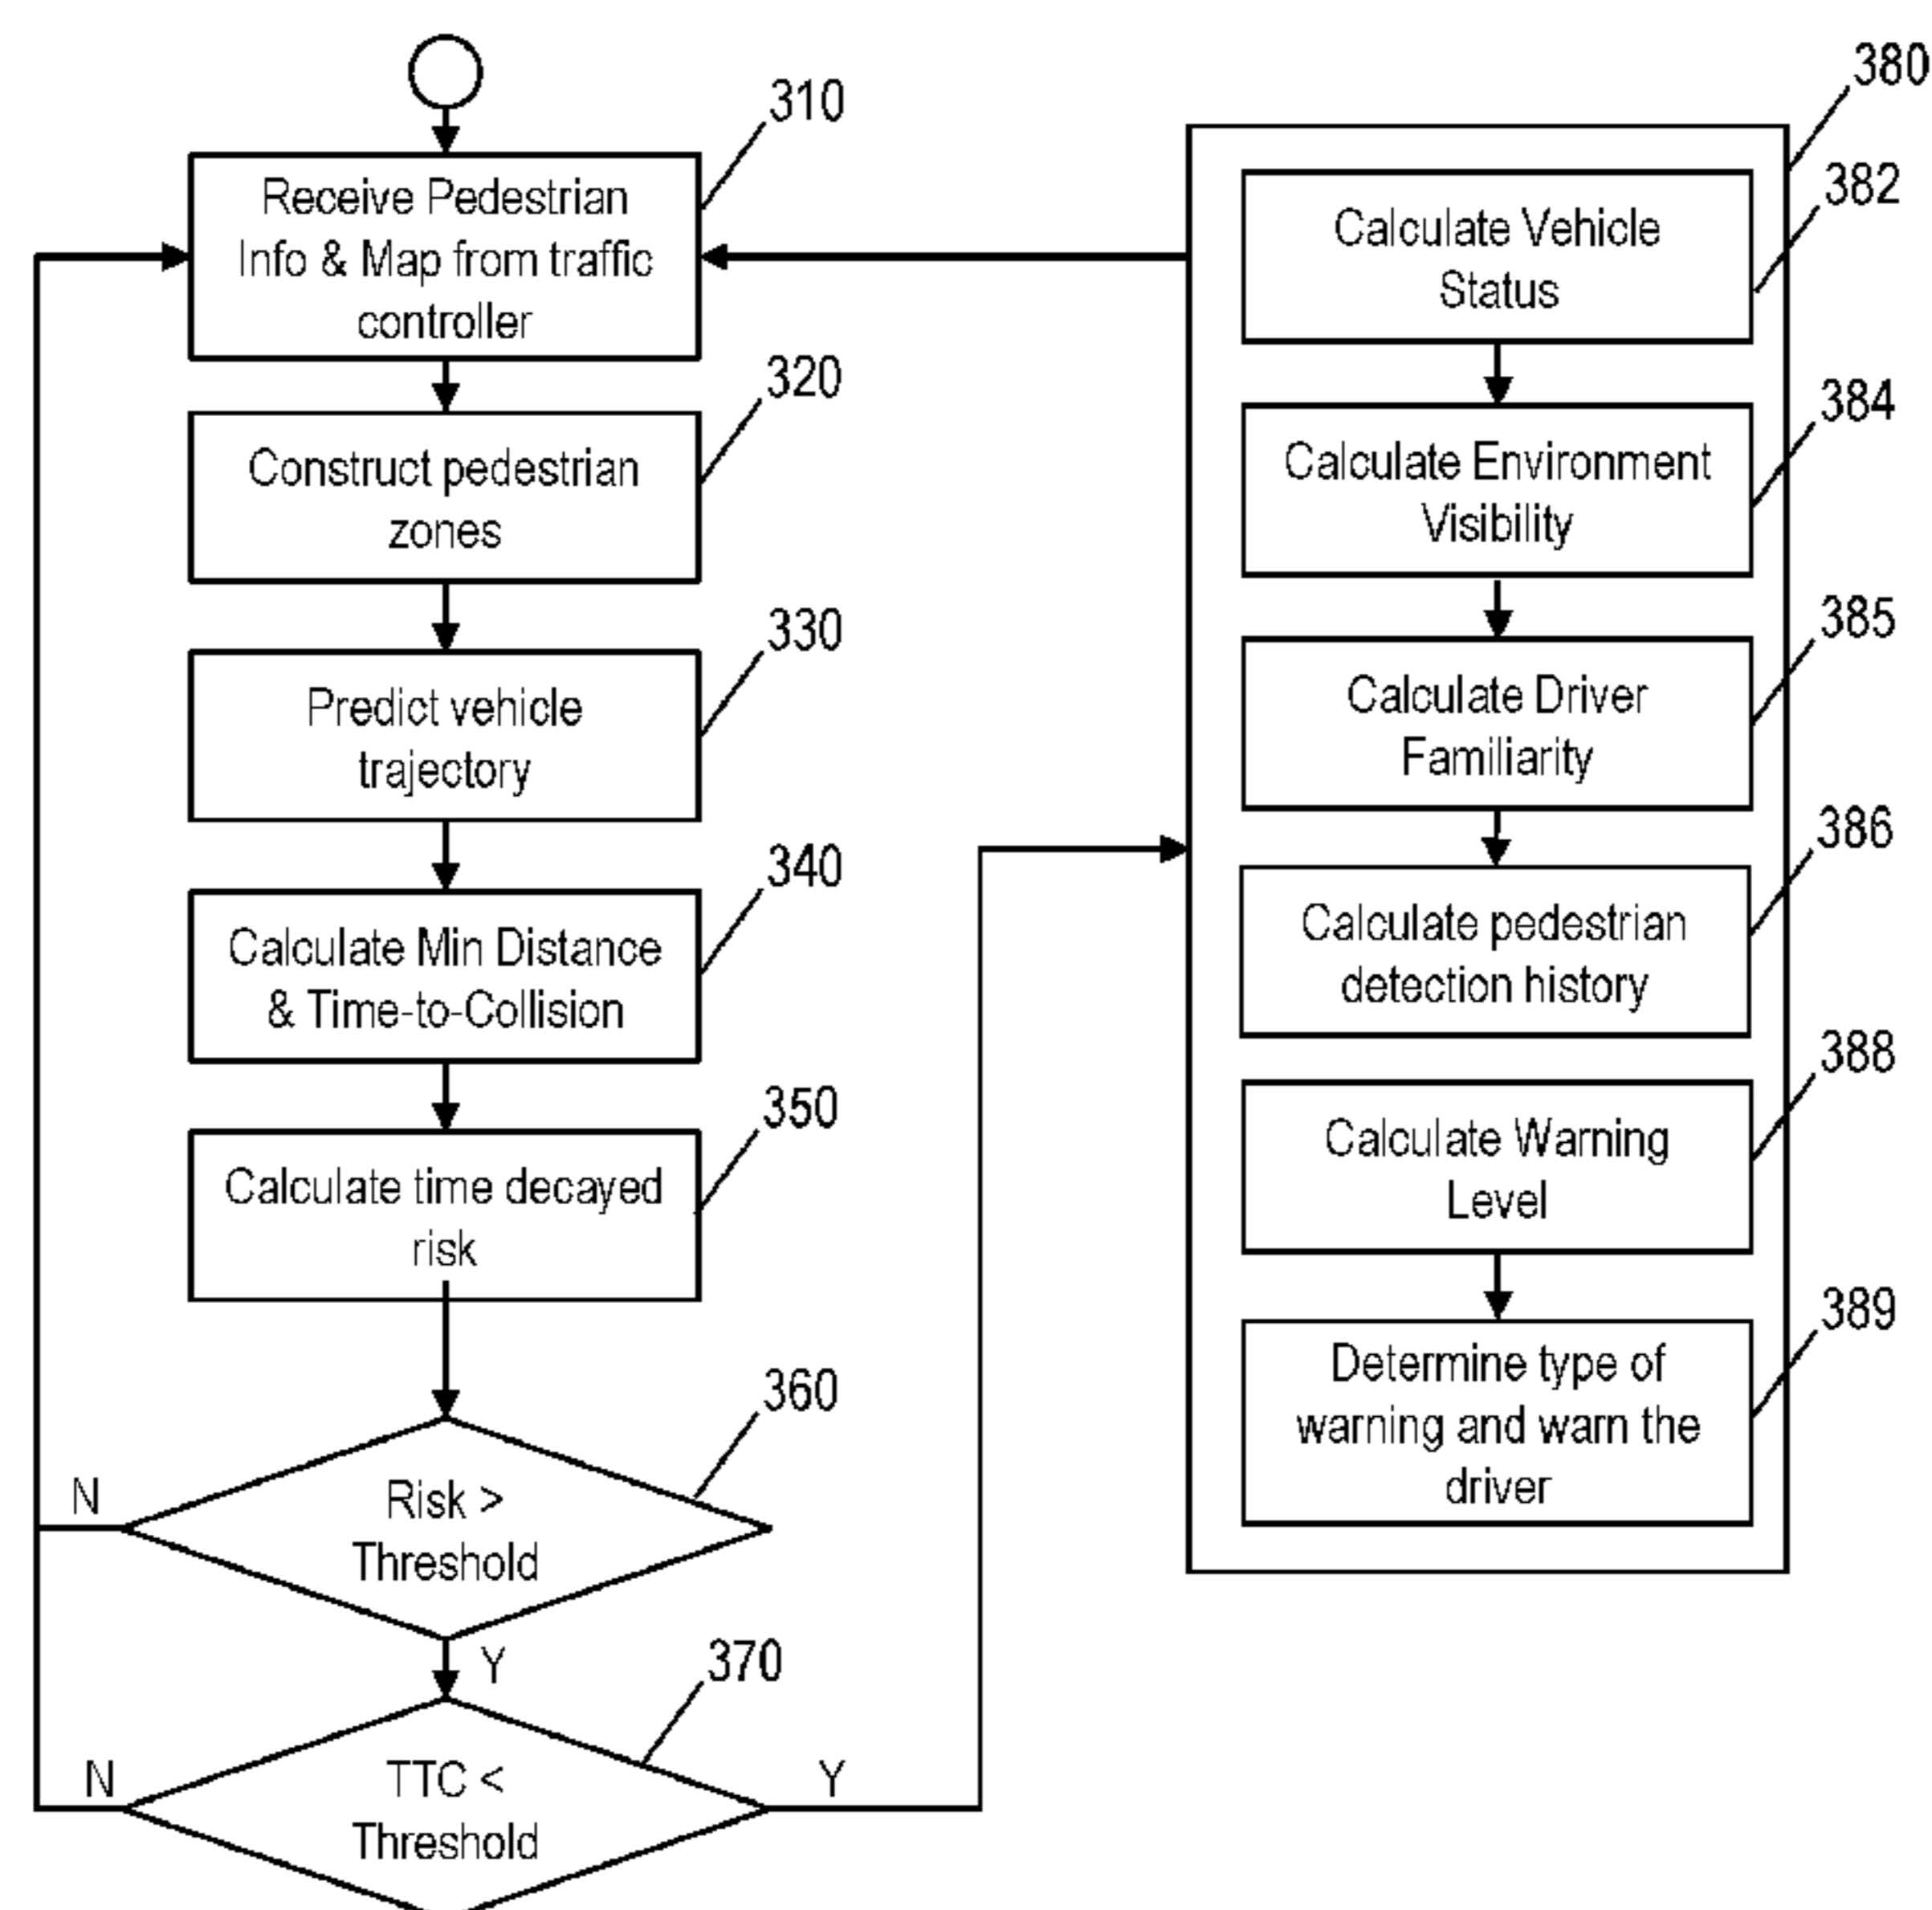 310
Receive Pedestrian
Info & Map from traffic
controller
320
Construct pedestrian
zones
330
Predict vehicle
trajectory
340
Calculate Min Distance
& Time-to-Collision
350
Calculate time decayed
risk
360
Risk >
Threshold
N
Y
370
TTC <
Threshold
N
Y
380
382
Calculate Vehicle
Status
384
Calculate Environment
Visibility
385
Calculate Driver
Familiarity
386
Calculate pedestrian
detection history
388
Calculate Warning
Level
389
Determine type of
warning and warn the
driver